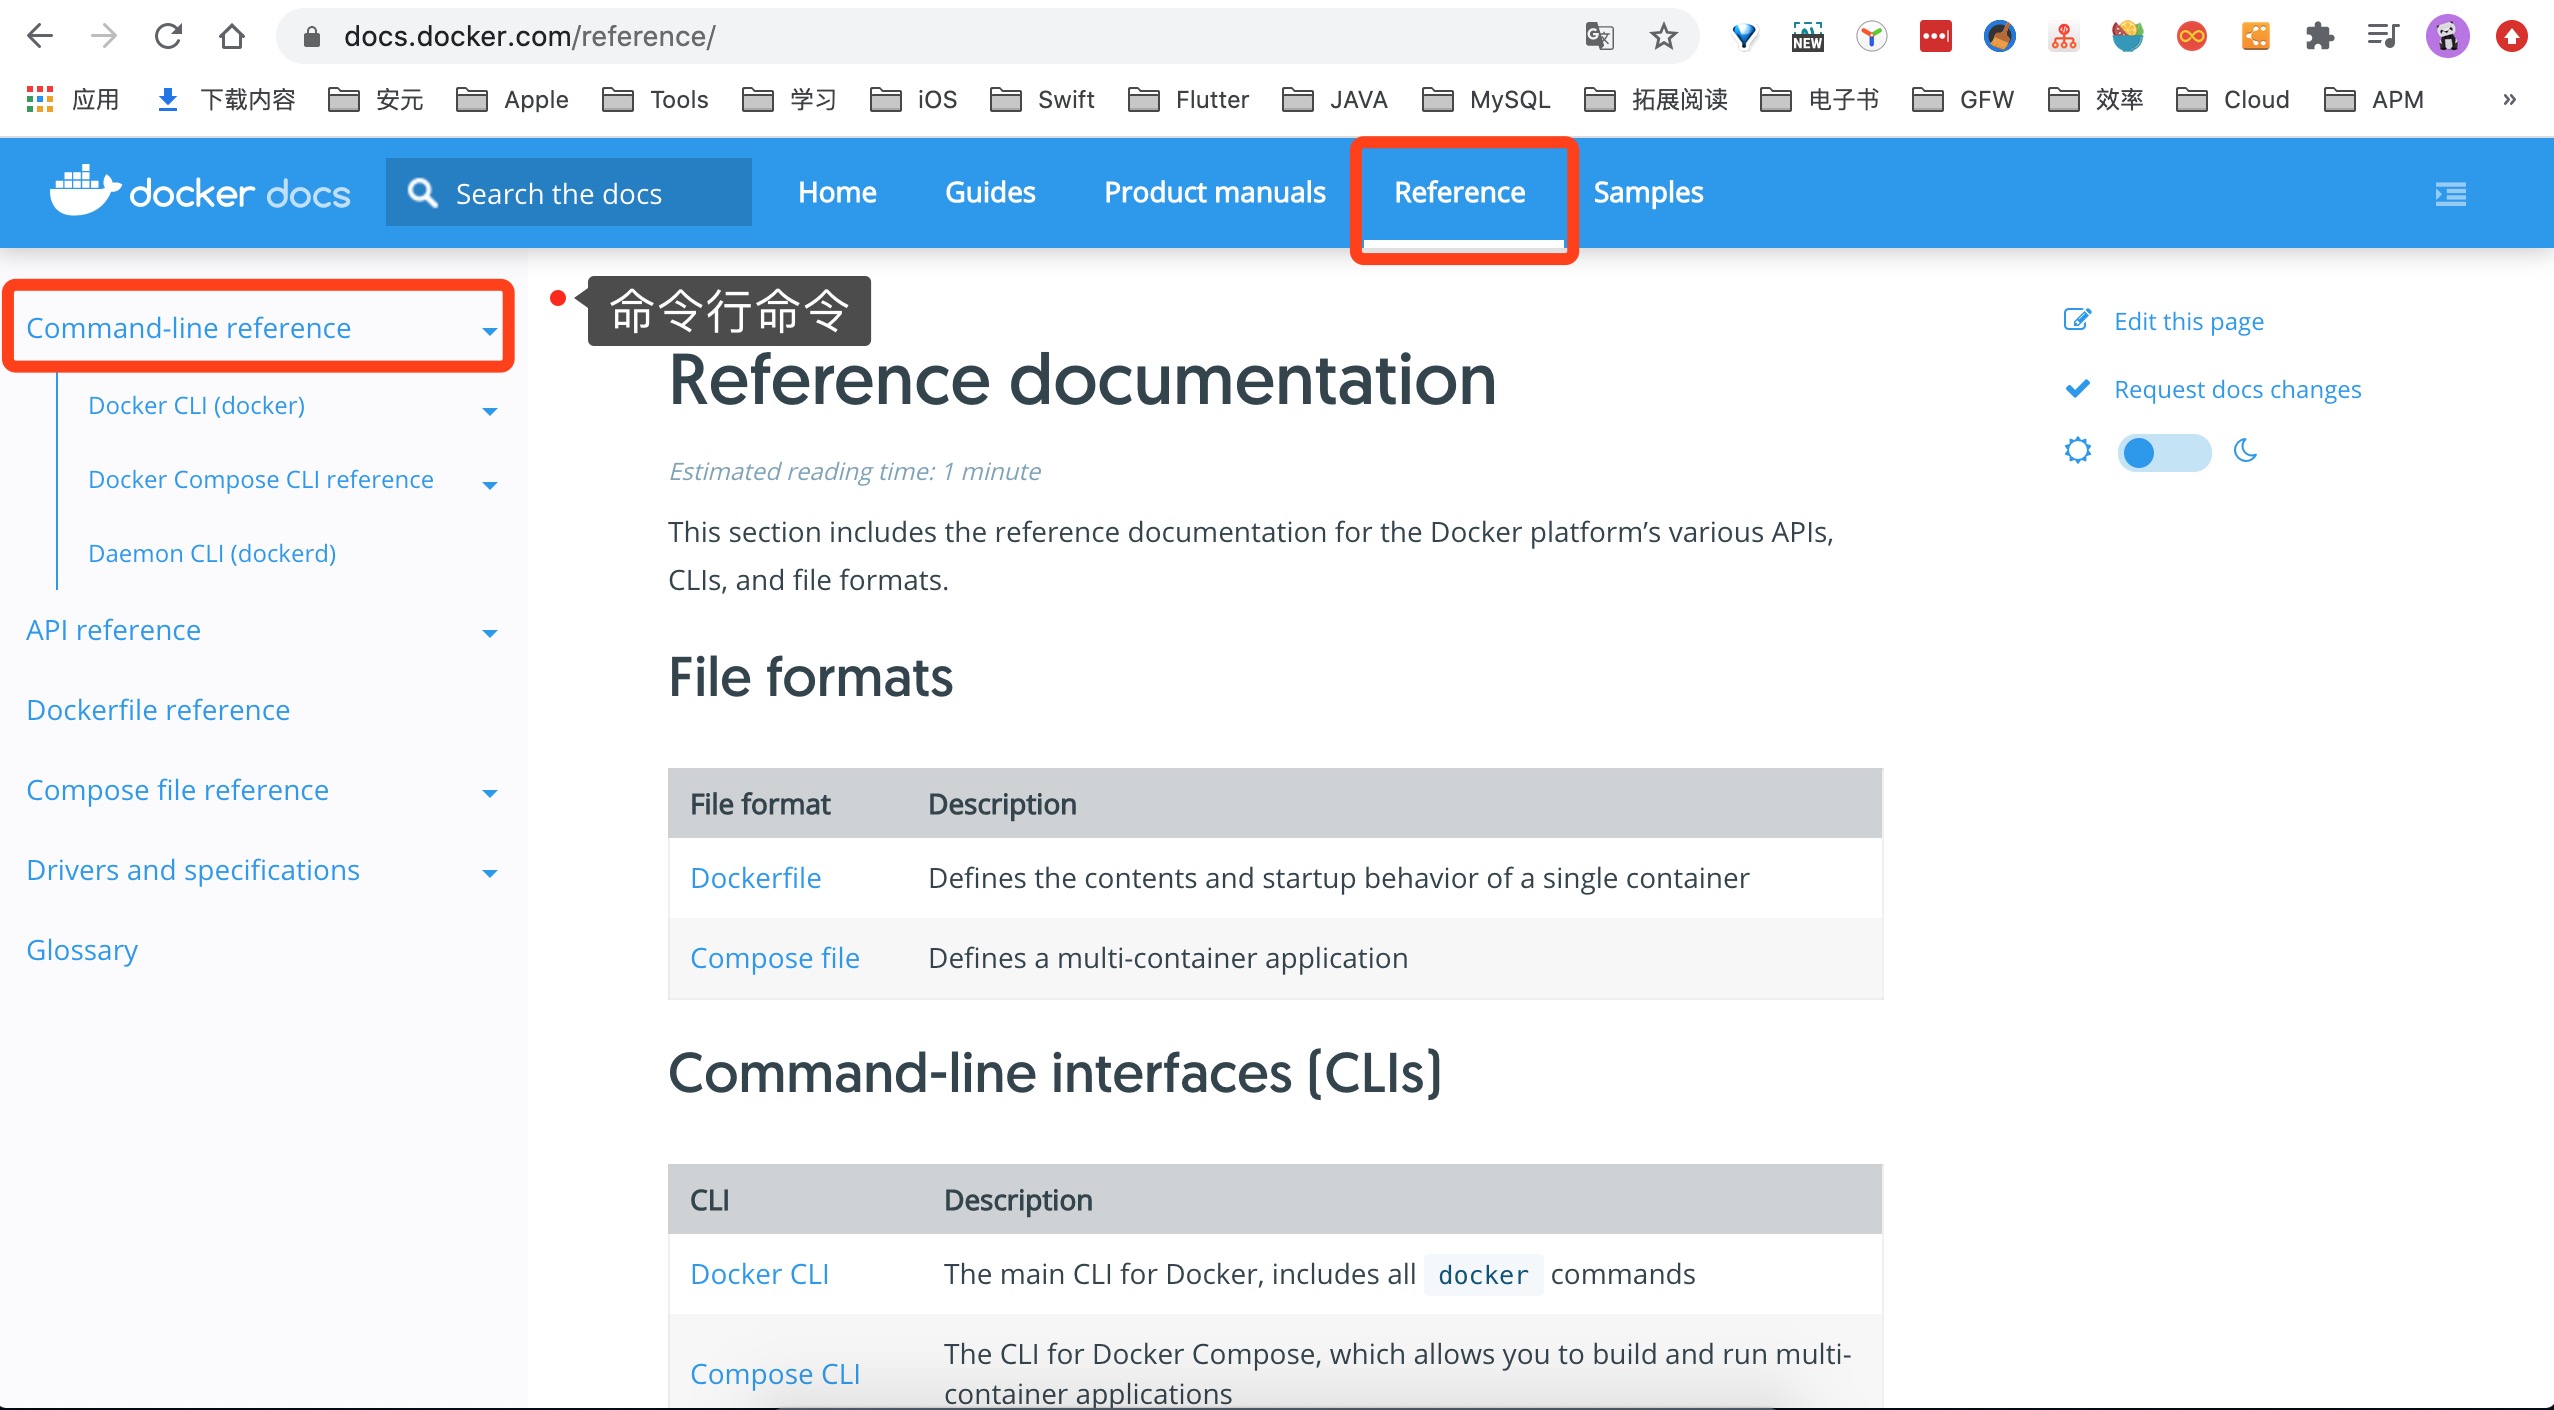 docs.docker.com/reference/
NEW
应用 下载内容 安元 Apple Tools 学习 iOS Swift Flutter JAVA MySQL 拓展阅读 电子书 GFW 效率 Cloud APM »
docker docs Search the docs Home Guides Product manuals Reference Samples
Command-line reference
Docker CLI (docker)
Docker Compose CLI reference
Daemon CLI (dockerd)
API reference
Dockerfile reference
Compose file reference
Drivers and specifications
Glossary
命令行命令
Reference documentation
Estimated reading time: 1 minute
This section includes the reference documentation for the Docker platform’s various APIs,
CLIs, and file formats.
File formats
File format Description
Dockerfile Defines the contents and startup behavior of a single container
Compose file Defines a multi-container application
Command-line interfaces (CLIs)
CLI Description
Docker CLI The main CLI for Docker, includes all docker commands
Compose CLI The CLI for Docker Compose, which allows you to build and run multi-
container applications
Edit this page
Request docs changes